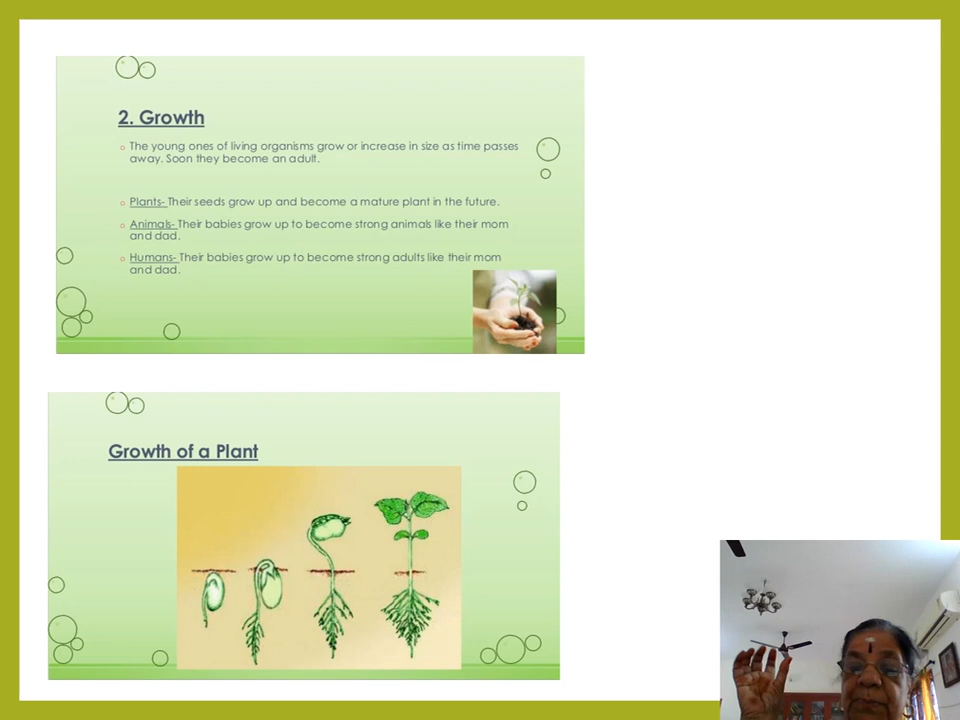 2. Growth
The young ones of living organisms grow or increase in size as time passes
away. Soon they become an adult.
Plants- Their seeds grow up and become a mature plant in the future.
Animals- Their babies grow up to become strong animals like their mom
and dad.
Humans- Their babies grow up to become strong adults like their mom
and dad.
Growth of a Plant